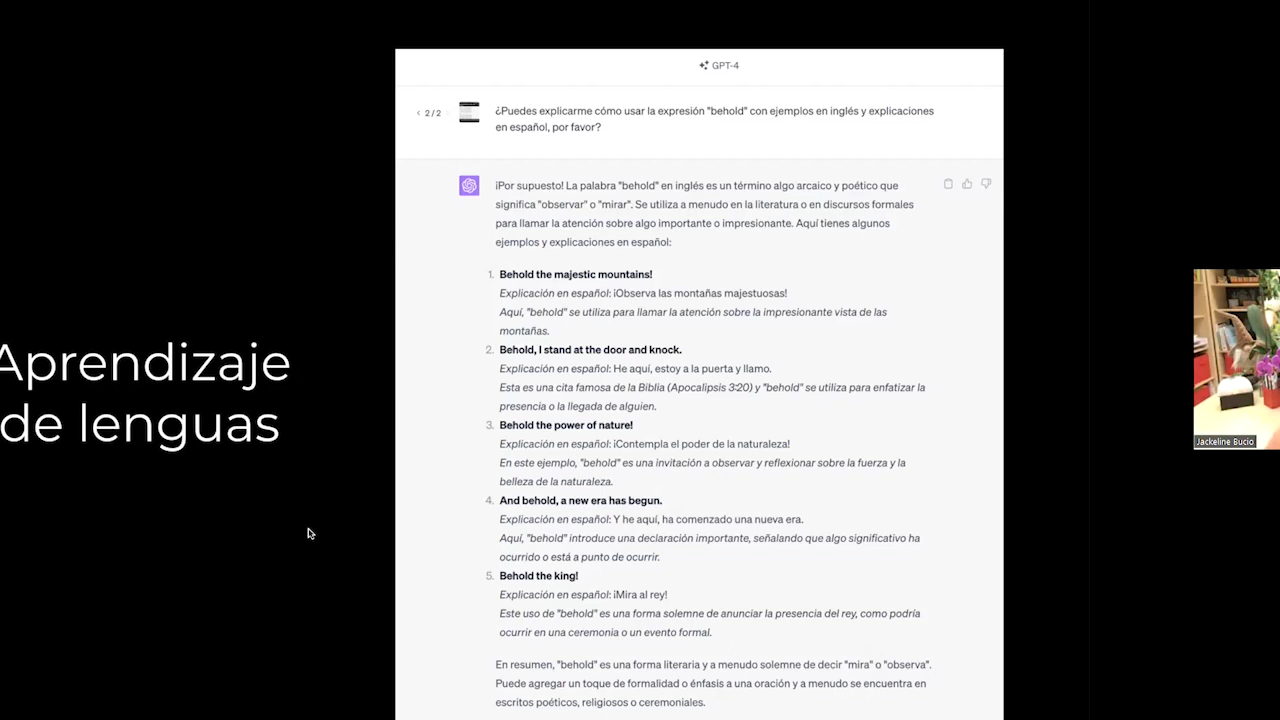 GPT-4
2 / 2
¿Puedes explicarme cómo usar la expresión "behold" con ejemplos en inglés y explicaciones
en español, por favor?
¡Por supuesto! La palabra "behold" en inglés es un término algo arcaico y poético que
significa "observar" o "mirar". Se utiliza a menudo en la literatura o en discursos formales
para llamar la atención sobre algo importante o impresionante. Aquí tienes algunos
ejemplos y explicaciones en español:
1. Behold the majestic mountains!
Explicación en español: ¡Observa las montañas majestuosas!
Aquí, "behold" se utiliza para llamar la atención sobre la impresionante vista de las
montañas.
2. Behold, I stand at the door and knock.
Explicación en español: He aquí, estoy a la puerta y llamo.
Esta es una cita famosa de la Biblia (Apocalipsis 3:20) y "behold" se utiliza para enfatizar la
presencia o la llegada de alguien.
3. Behold the power of nature!
Explicación en español: ¡Contempla el poder de la naturaleza!
En este ejemplo, "behold" es una invitación a observar y reflexionar sobre la fuerza y la
belleza de la naturaleza.
4. And behold, a new era has begun.
Explicación en español: Y he aquí, ha comenzado una nueva era.
Aquí, "behold" introduce una declaración importante, señalando que algo significativo ha
ocurrido o está a punto de ocurrir.
5. Behold the king!
Explicación en español: ¡Mira al rey!
Este uso de "behold" es una forma solemne de anunciar la presencia del rey, como podría
ocurrir en una ceremonia o un evento formal.
En resumen, "behold" es una forma literaria y a menudo solemne de decir "mira" o "observa".
Puede agregar un toque de formalidad o énfasis a una oración y a menudo se encuentra en
escritos poéticos, religiosos o ceremoniales.
Aprendizaje
de lenguas
Jackeline Bucio